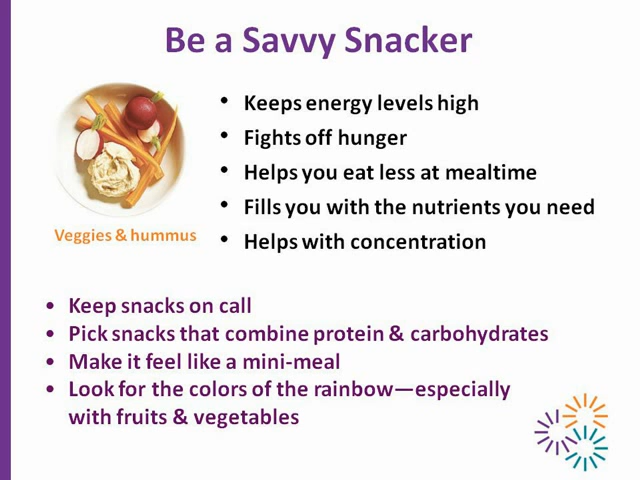 Be a Savvy Snacker
• Keeps energy levels high
• Fights off hunger
• Helps you eat less at mealtime
• Fills you with the nutrients you need
• Helps with concentration
Veggies & hummus
• Keep snacks on call
• Pick snacks that combine protein & carbohydrates
• Make it feel like a mini-meal
• Look for the colors of the rainbow—especially
with fruits & vegetables